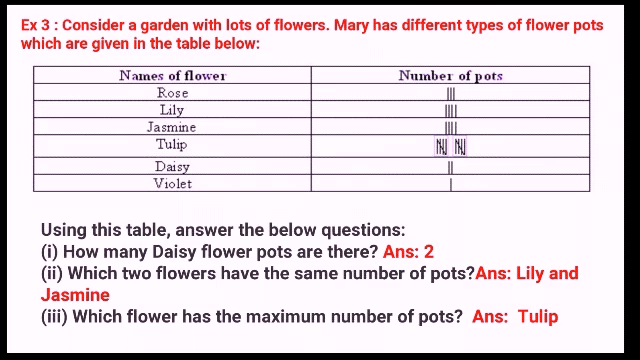 Ex 3 : Consider a garden with lots of flowers. Mary has different types of flower pots
which are given in the table below:
Names of flower Number of pots
Rose |||
Lily ||||
Jasmine ||||
Tulip
Daisy ||
Violet |
Using this table, answer the below questions:
(i) How many Daisy flower pots are there? Ans: 2
(ii) Which two flowers have the same number of pots?Ans: Lily and
Jasmine
(iii) Which flower has the maximum number of pots? Ans: Tulip